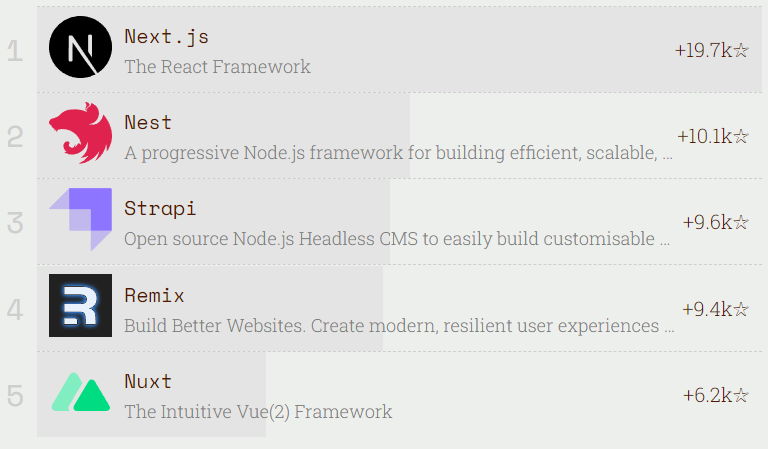 1
Next.js
The React Framework
+19.7k☆
2
Nest
A progressive Node.js framework for building efficient, scalable, ...
+10.1k☆
3
Strapi
Open source Node.js Headless CMS to easily build customisable ...
+9.6k☆
4
Remix
Build Better Websites. Create modern, resilient user experiences ...
+9.4k☆
5
Nuxt
The Intuitive Vue(2) Framework
+6.2k☆